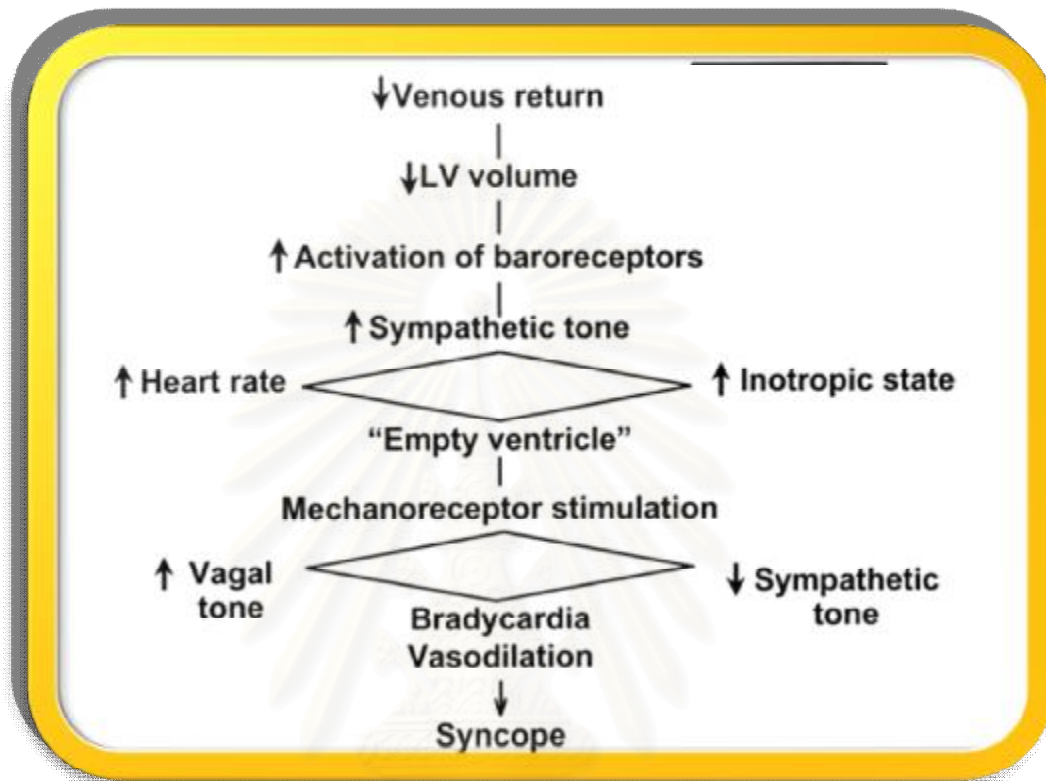 ↓Venous return
↓LV volume
↑Activation of baroreceptors
↑Sympathetic tone
↑Heart rate
↑ Inotropic state
“Empty ventricle”
Mechanoreceptor stimulation
↑ Vagal
tone
↓ Sympathetic
tone
Bradycardia
Vasodilation
Syncope